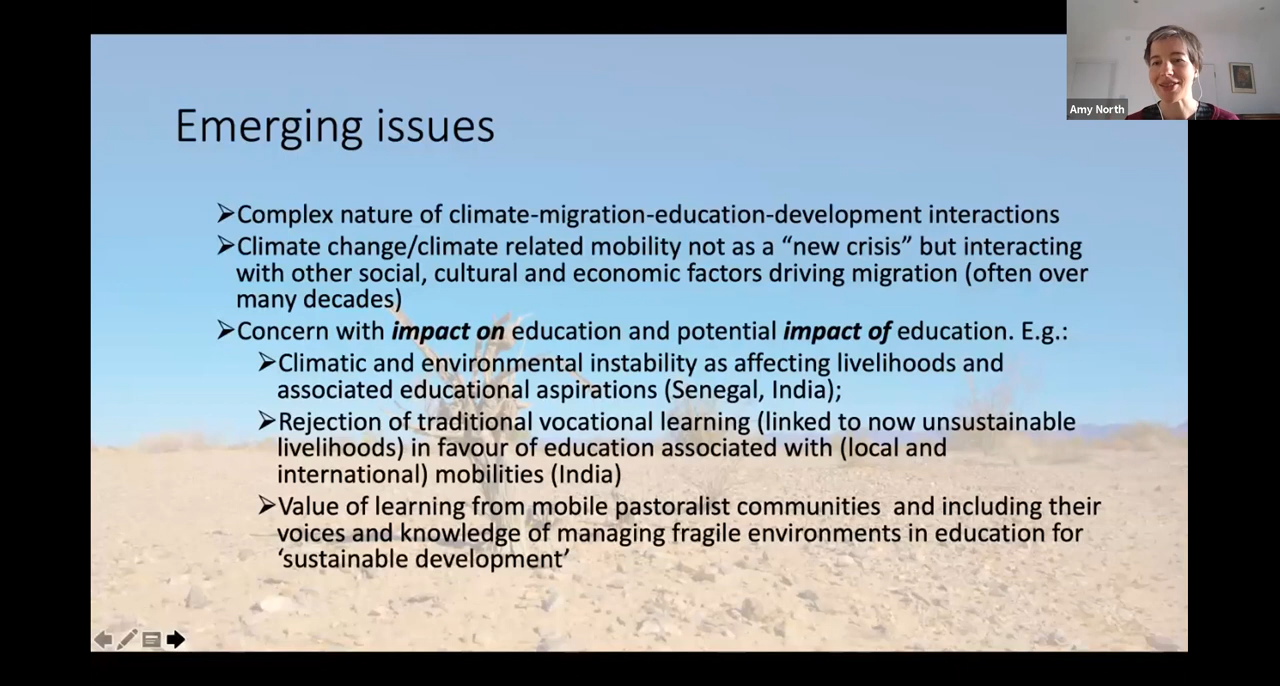 Amy North
Emerging issues
➢Complex nature of climate-migration-education-development interactions
➢Climate change/climate related mobility not as a “new crisis” but interacting
with other social, cultural and economic factors driving migration (often over
many decades)
➢Concern with impact on education and potential impact of education. E.g.:
➢Climatic and environmental instability as affecting livelihoods and
associated educational aspirations (Senegal, India);
➢Rejection of traditional vocational learning (linked to now unsustainable
livelihoods) in favour of education associated with (local and
international) mobilities (India)
➢Value of learning from mobile pastoralist communities  and including their
voices and knowledge of managing fragile environments in education for
‘sustainable development’